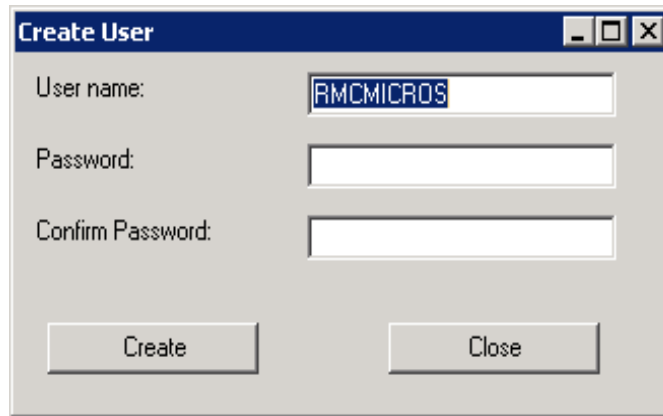 Create User
User name: RMCMICROS
Password:
Confirm Password:
Create Close